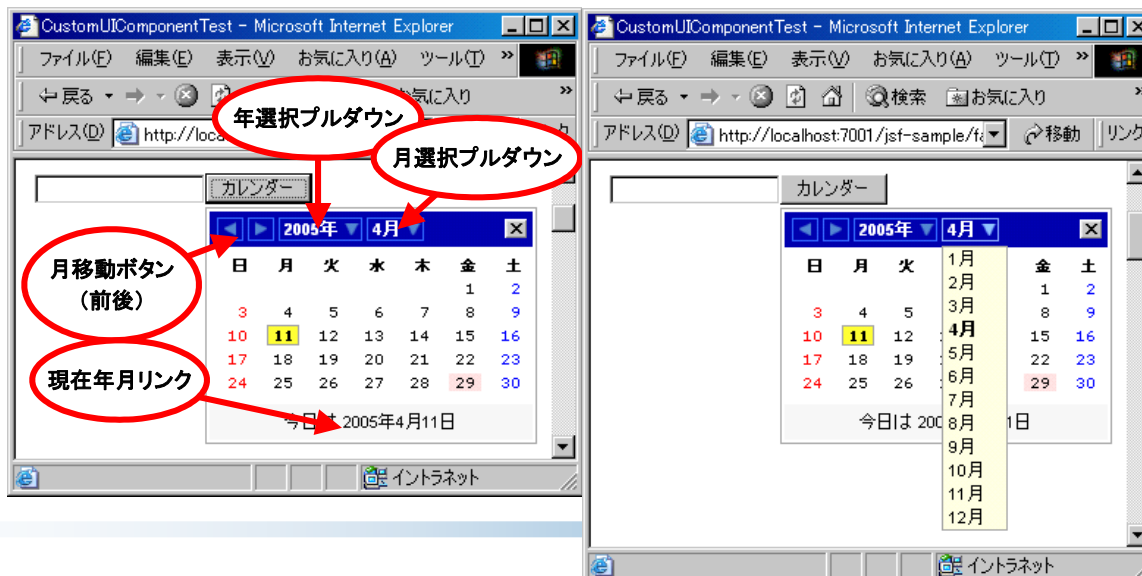 CustomUIComponentTest - Microsoft Internet Explorer
ファイル(F) 編集(E) 表示(V) お気に入り(A) ツール(T) »
戻る 気に入り »
アドレス(D) http://loca
年選択プルダウン
月選択プルダウン
カレンダー
2005年 4月
日 月 火 水 木 金 土
1 2
3 4 5 6 7 8 9
10 11 12 13 14 15 16
17 18 19 20 21 22 23
24 25 26 27 28 29 30
今日は 2005年4月11日
月移動ボタン
(前後)
現在年月リンク
イントラネット
CustomUIComponentTest - Microsoft Internet Explorer
ファイル(F) 編集(E) 表示(V) お気に入り(A) ツール(T) »
戻る 検索 お気に入り »
アドレス(D) http://localhost:7001/jsf-sample/fa 移動 リンク
カレンダー
2005年 4月
日 月 火 金 土
1 2
3 4 5 8 9
10 11 12 15 16
17 18 19 22 23
24 25 26 29 30
今日は 200 1日
1月
2月
3月
4月
5月
6月
7月
8月
9月
10月
11月
12月
イントラネット